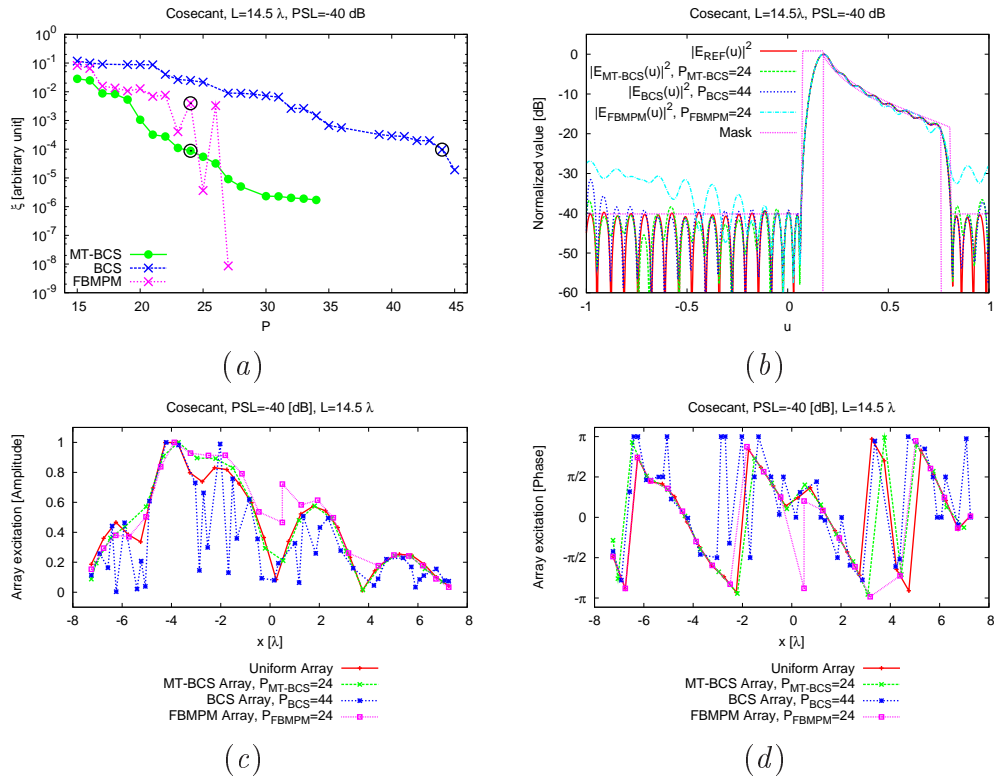 Cosecant, L=14.5 λ, PSL=-40 dB
10^0
10^-1
10^-2
10^-3
10^-4
10^-5
10^-6
10^-7
10^-8
10^-9
ξ [arbitrary unit]
15 20 25 30 35 40 45
P
MT-BCS
BCS
FBMPM
(a)
Cosecant, L=14.5λ, PSL=-40 dB
0
-10
-20
-30
-40
-50
-60
Normalized value [dB]
-1 -0.5 0 0.5 1
u
|E_REF(u)|^2
|E_MT-BCS(u)|^2, P_MT-BCS=24
|E_BCS(u)|^2, P_BCS=44
|E_FBMPM(u)|^2, P_FBMPM=24
Mask
(b)
Cosecant, PSL=-40 [dB], L=14.5 λ
1
0.8
0.6
0.4
0.2
0
Array excitation [Amplitude]
-8 -6 -4 -2 0 2 4 6 8
x [λ]
Uniform Array
MT-BCS Array, P_MT-BCS=24
BCS Array, P_BCS=44
FBMPM Array, P_FBMPM=24
(c)
Cosecant, PSL=-40 [dB], L=14.5 λ
π
π/2
0
-π/2
-π
Array excitation [Phase]
-8 -6 -4 -2 0 2 4 6 8
x [λ]
Uniform Array
MT-BCS Array, P_MT-BCS=24
BCS Array, P_BCS=44
FBMPM Array, P_FBMPM=24
(d)